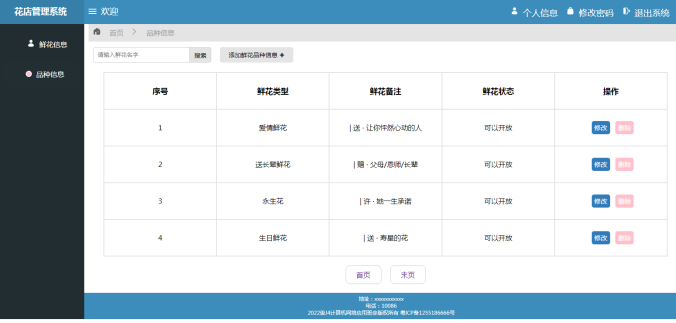 花店管理系统
欢迎
个人信息 修改密码 退出系统
鲜花信息
品种信息
首页 > 品种信息
请输入鲜花名字 搜索 添加鲜花品种信息 +
序号 鲜花类型 鲜花备注 鲜花状态 操作
1 爱情鲜花 | 送 · 让你怦然心动的人 可以开放 修改 删除
2 送长辈鲜花 | 赠 · 父母/恩师/长辈 可以开放 修改 删除
3 永生花 | 许 · 她一生承诺 可以开放 修改 删除
4 生日鲜花 | 送 · 寿星的花 可以开放 修改 删除
首页 末页
地址：xxxxxxxxxxx
电话：10086